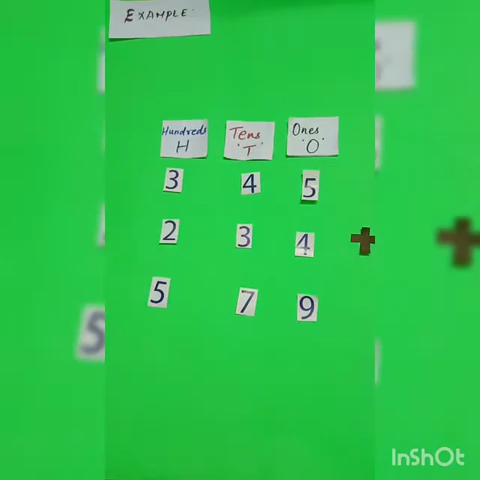 EXAMPLE:
Hundreds Tens Ones
H 'T' 'O'
3 4 5
2 3 4 +
5 7 9
InShOt